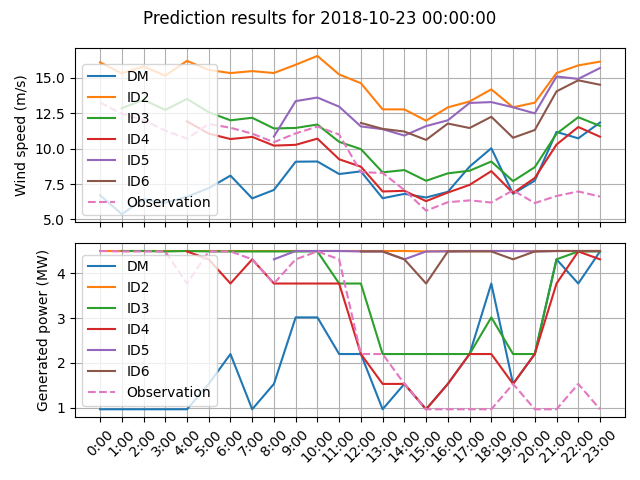 Prediction results for 2018-10-23 00:00:00
Wind speed (m/s)
15.0
12.5
10.0
7.5
5.0
DM
ID2
ID3
ID4
ID5
ID6
Observation
Generated power (MW)
4
3
2
1
DM
ID2
ID3
ID4
ID5
ID6
Observation
0:00 1:00 2:00 3:00 4:00 5:00 6:00 7:00 8:00 9:00 10:00 11:00 12:00 13:00 14:00 15:00 16:00 17:00 18:00 19:00 20:00 21:00 22:00 23:00